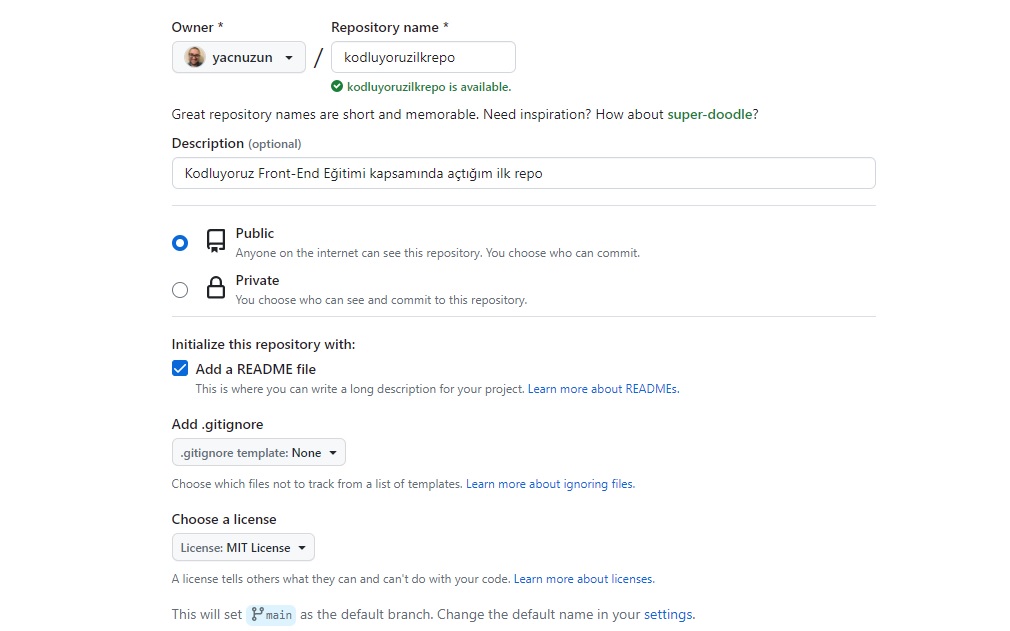 Owner * Repository name *
yacnuzun / kodluyoruzilkrepo
kodluyoruzilkrepo is available.
Great repository names are short and memorable. Need inspiration? How about super-doodle?
Description (optional)
Kodluyoruz Front-End Eğitimi kapsamında açtığım ilk repo
Public
Anyone on the internet can see this repository. You choose who can commit.
Private
You choose who can see and commit to this repository.
Initialize this repository with:
Add a README file
This is where you can write a long description for your project. Learn more about READMEs.
Add .gitignore
.gitignore template: None
Choose which files not to track from a list of templates. Learn more about ignoring files.
Choose a license
License: MIT License
A license tells others what they can and can't do with your code. Learn more about licenses.
This will set main as the default branch. Change the default name in your settings.